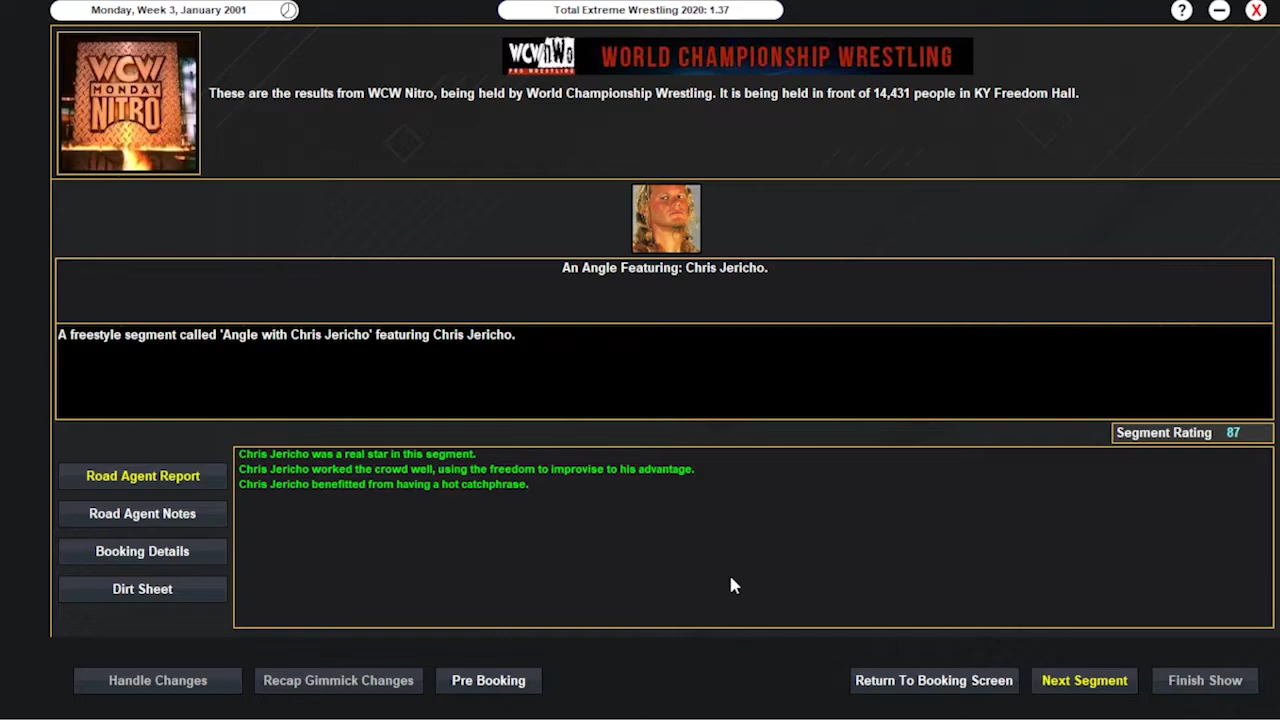 Monday, Week 3, January 2001
Total Extreme Wrestling 2020: 1.37
?
X
WCW
MONDAY
NITRO
WCW nWo
PRO WRESTLING
WORLD CHAMPIONSHIP WRESTLING
These are the results from WCW Nitro, being held by World Championship Wrestling. It is being held in front of 14,431 people in KY Freedom Hall.
An Angle Featuring: Chris Jericho.
A freestyle segment called 'Angle with Chris Jericho' featuring Chris Jericho.
Segment Rating 87
Chris Jericho was a real star in this segment.
Chris Jericho worked the crowd well, using the freedom to improvise to his advantage.
Chris Jericho benefitted from having a hot catchphrase.
Road Agent Report
Road Agent Notes
Booking Details
Dirt Sheet
Handle Changes
Recap Gimmick Changes
Pre Booking
Return To Booking Screen
Next Segment
Finish Show